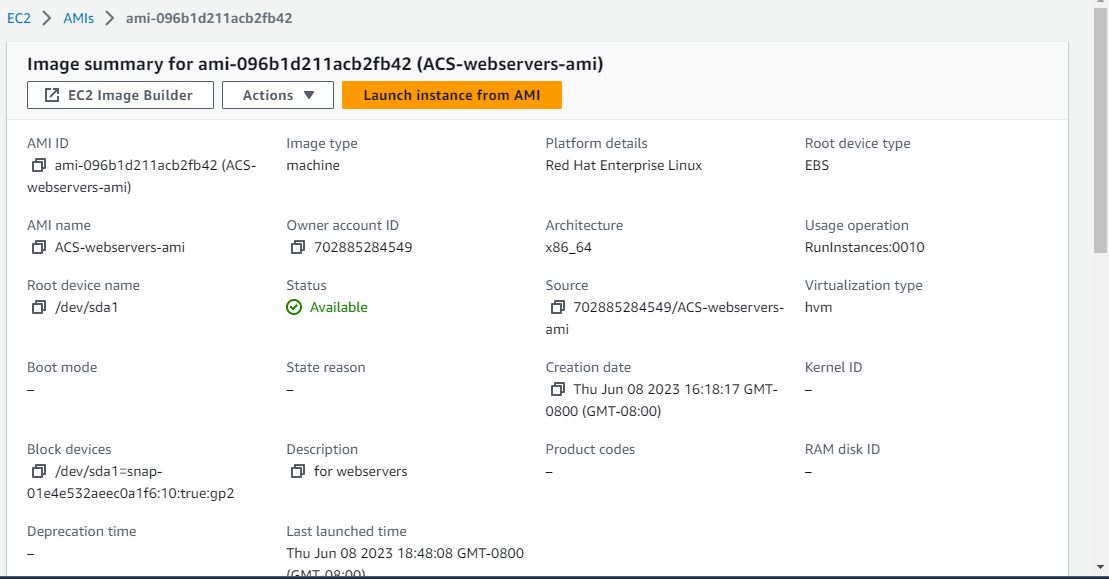 EC2 > AMIs > ami-096b1d211acb2fb42
Image summary for ami-096b1d211acb2fb42 (ACS-webservers-ami)
EC2 Image Builder
Actions ▼
Launch instance from AMI
AMI ID
ami-096b1d211acb2fb42 (ACS-
webservers-ami)
Image type
machine
Platform details
Red Hat Enterprise Linux
Root device type
EBS
AMI name
ACS-webservers-ami
Owner account ID
702885284549
Architecture
x86_64
Usage operation
RunInstances:0010
Root device name
/dev/sda1
Status
Available
Source
702885284549/ACS-webservers-
ami
Virtualization type
hvm
Boot mode
–
State reason
–
Creation date
Thu Jun 08 2023 16:18:17 GMT-
0800 (GMT-08:00)
Kernel ID
–
Block devices
/dev/sda1=snap-
01e4e532aeec0a1f6:10:true:gp2
Description
for webservers
Product codes
–
RAM disk ID
–
Deprecation time
–
Last launched time
Thu Jun 08 2023 18:48:08 GMT-0800
(GMT-08:00)